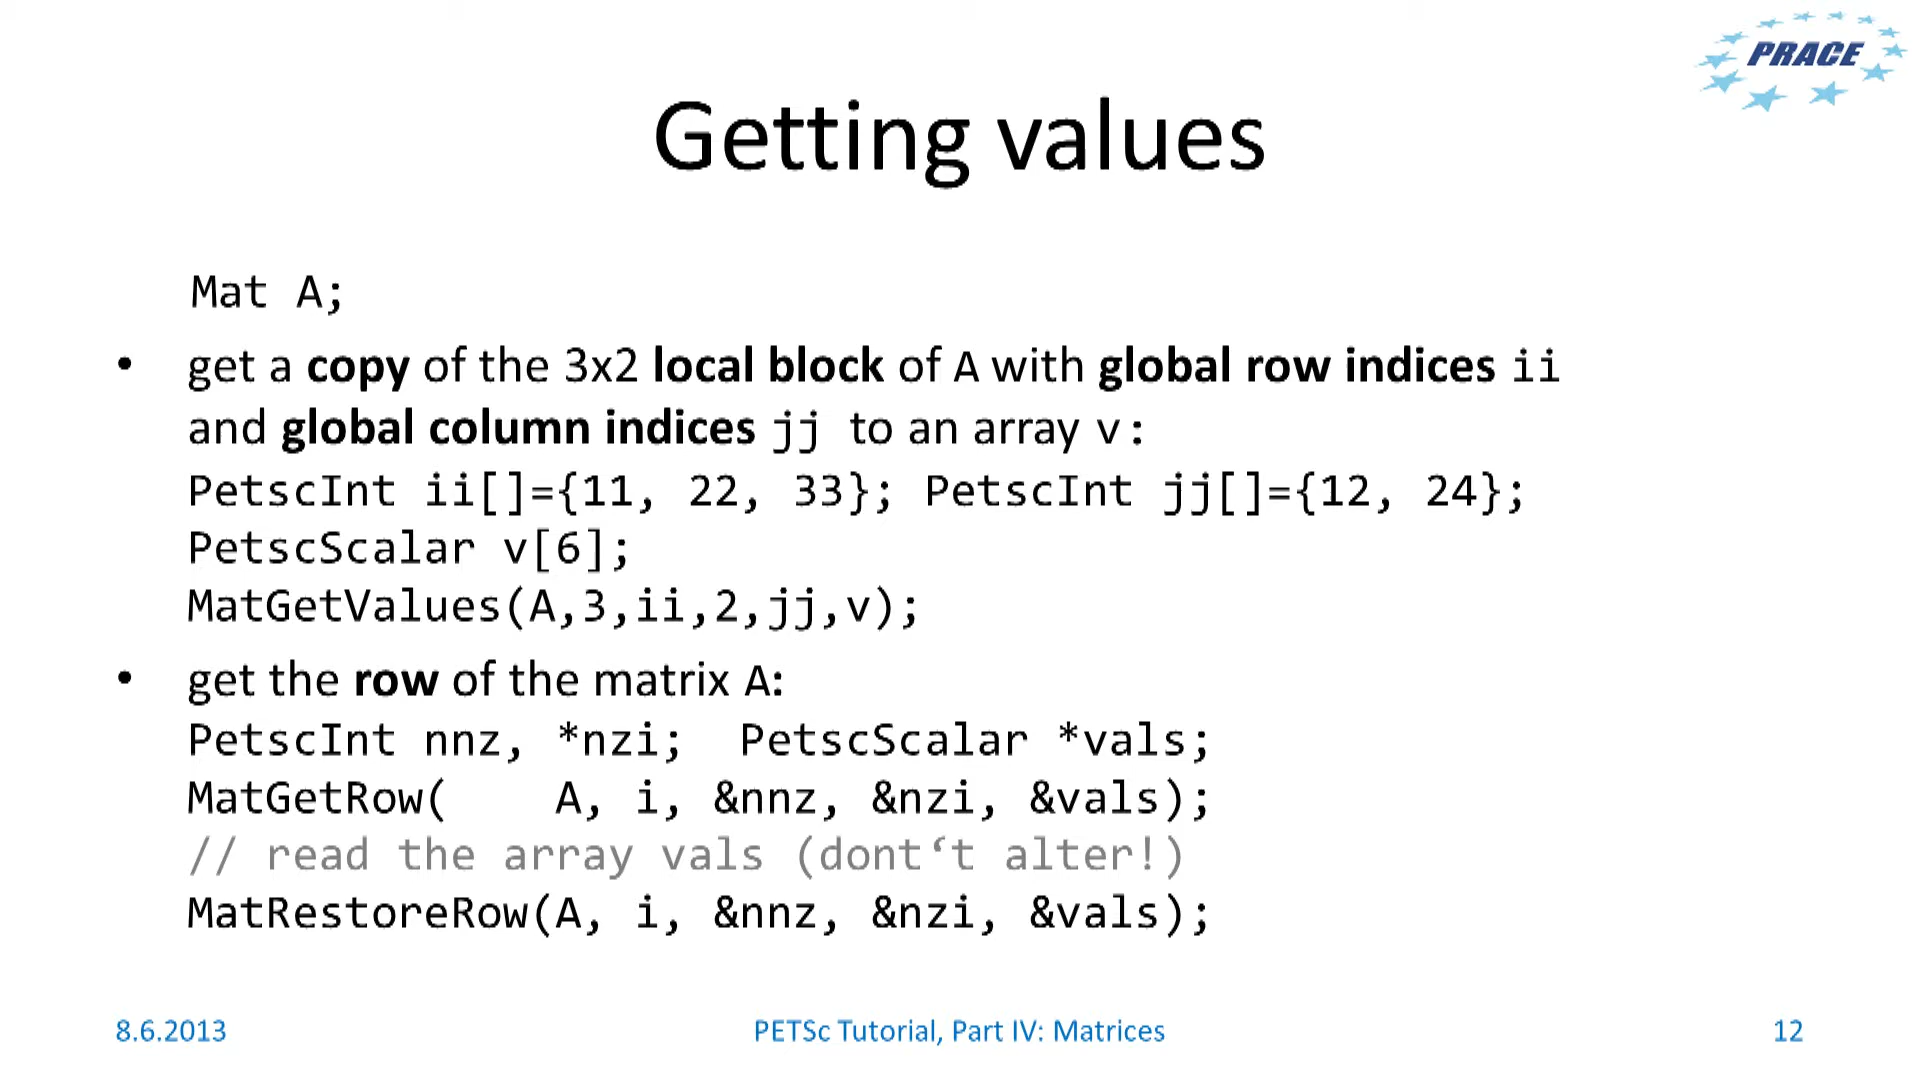 PRACE
Getting values
Mat A;
• get a copy of the 3x2 local block of A with global row indices ii
and global column indices jj to an array v:
PetscInt ii[]={11, 22, 33}; PetscInt jj[]={12, 24};
PetscScalar v[6];
MatGetValues(A,3,ii,2,jj,v);
• get the row of the matrix A:
PetscInt nnz, *nzi;  PetscScalar *vals;
MatGetRow(    A, i, &nnz, &nzi, &vals);
// read the array vals (dont‘t alter!)
MatRestoreRow(A, i, &nnz, &nzi, &vals);
8.6.2013
PETSc Tutorial, Part IV: Matrices
12